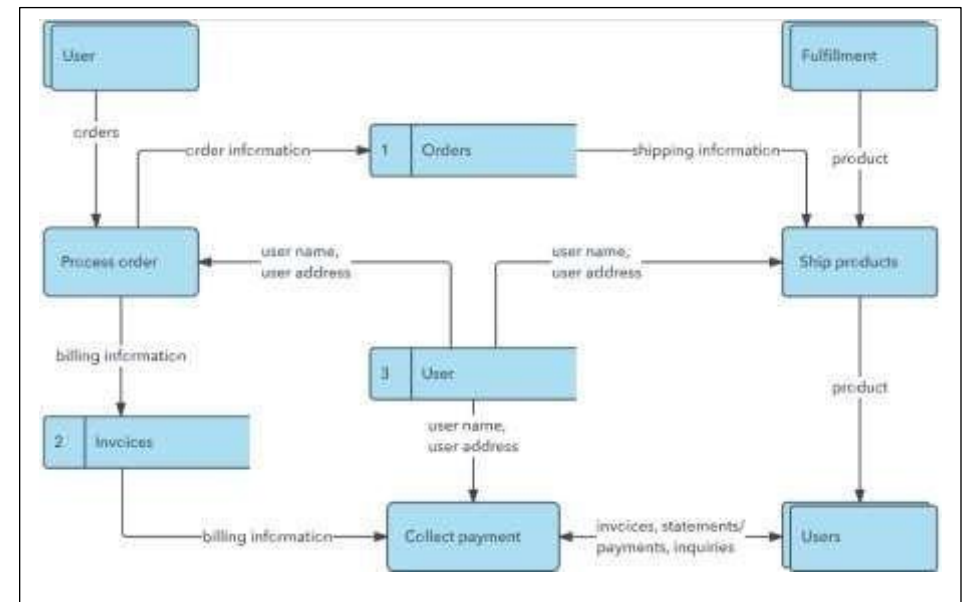 User
Fulfillment
orders
order information
1 Orders
shipping information
product
Process order
user name,
user address
user name,
user address
Ship products
billing information
3 User
product
user name,
user address
2 Invoices
billing information
Collect payment
invoices, statements/
payments, inquiries
Users